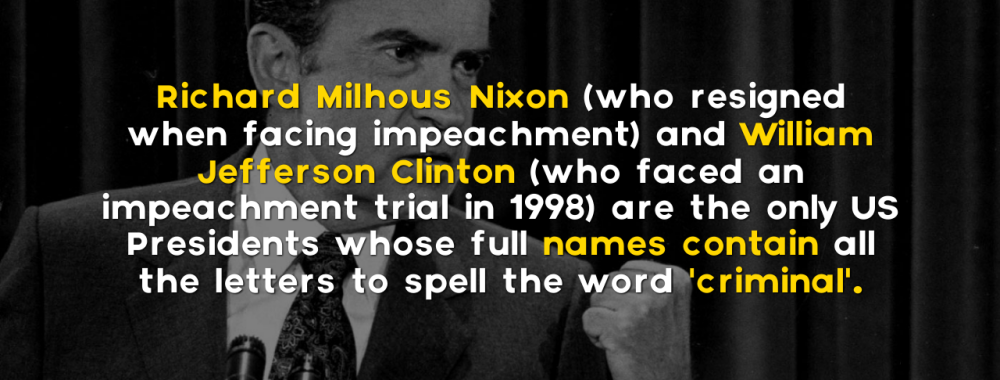 Richard Milhous Nixon (who resigned
when facing impeachment) and William
Jefferson Clinton (who faced an
impeachment trial in 1998) are the only US
Presidents whose full names contain all
the letters to spell the word 'criminal'.